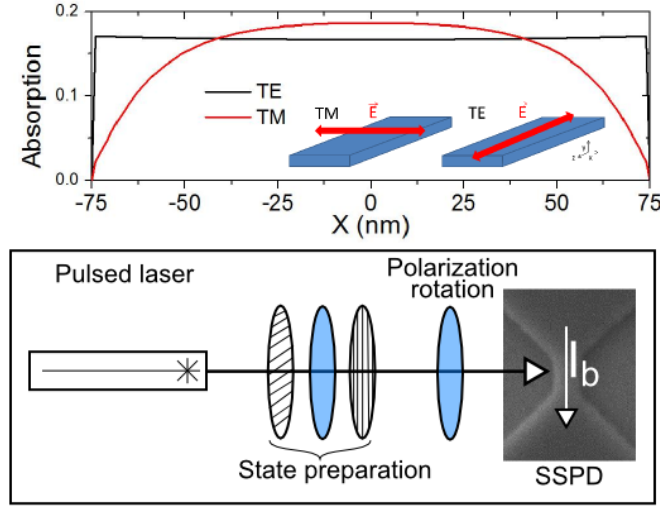 Absorption
0.2
0.1
0.0
TE
TM
TM
E
TE
E
y
z
x
-75
-50
-25
0
25
50
75
X (nm)
Pulsed laser
Polarization
rotation
I
b
State preparation
SSPD